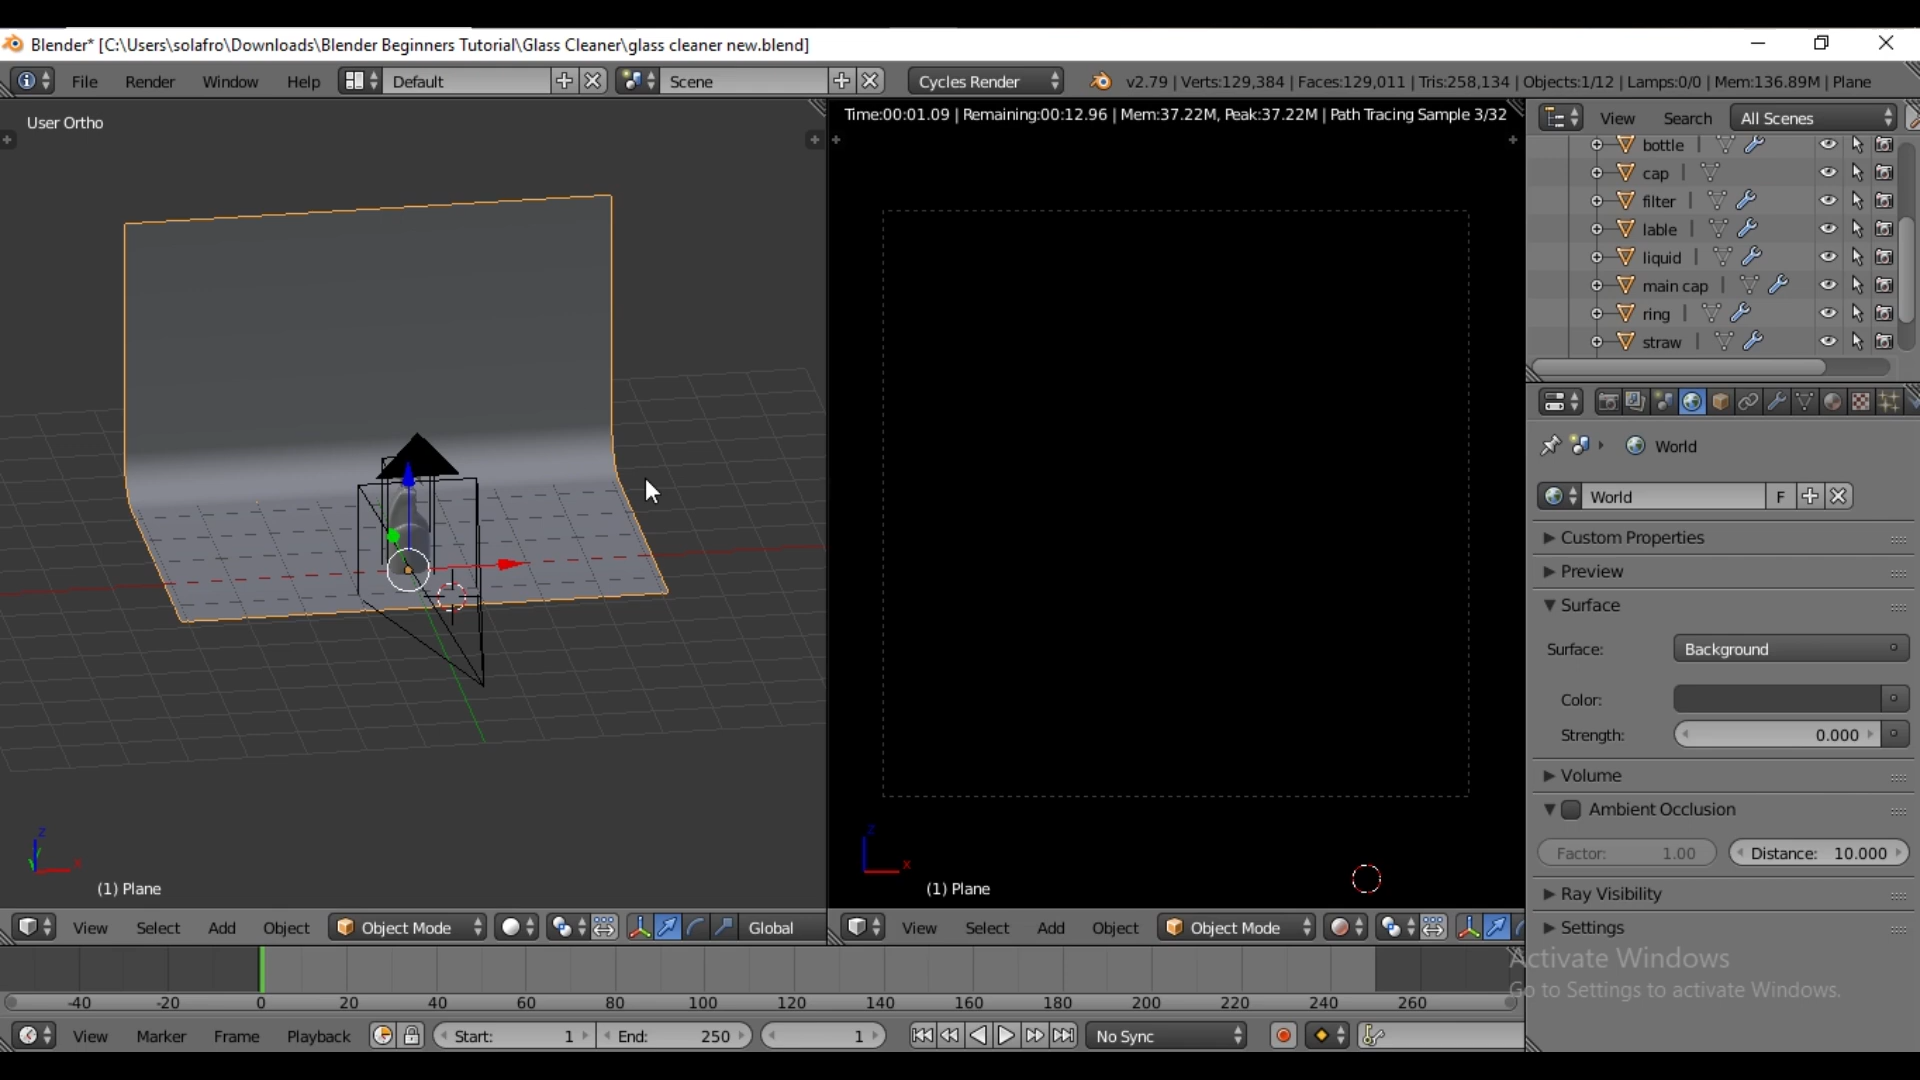 Blender* [C:\Users\solafro\Downloads\Blender Beginners Tutorial\Glass Cleaner\glass cleaner new.blend]
File Render Window Help Default Scene Cycles Render v2.79 | Verts:129,384 | Faces:129,011 | Tris:258,134 | Objects:1/12 | Lamps:0/0 | Mem:136.89M | Plane
User Ortho
Time:00:01.09 | Remaining:00:12.96 | Mem:37.22M, Peak:37.22M | Path Tracing Sample 3/32
View Search All Scenes
bottle
cap
filter
lable
liquid
main cap
ring
straw
World
World F
Custom Properties
Preview
Surface
Surface: Background
Color:
Strength: 0.000
Volume
Ambient Occlusion
Factor: 1.00 Distance: 10.000
Ray Visibility
Settings
Activate Windows
Go to Settings to activate Windows.
z
x
(1) Plane
z
x
(1) Plane
View Select Add Object Object Mode Global
View Select Add Object Object Mode
-40 -20 0 20 40 60 80 100 120 140 160 180 200 220 240 260
View Marker Frame Playback Start: 1 End: 250 1 No Sync